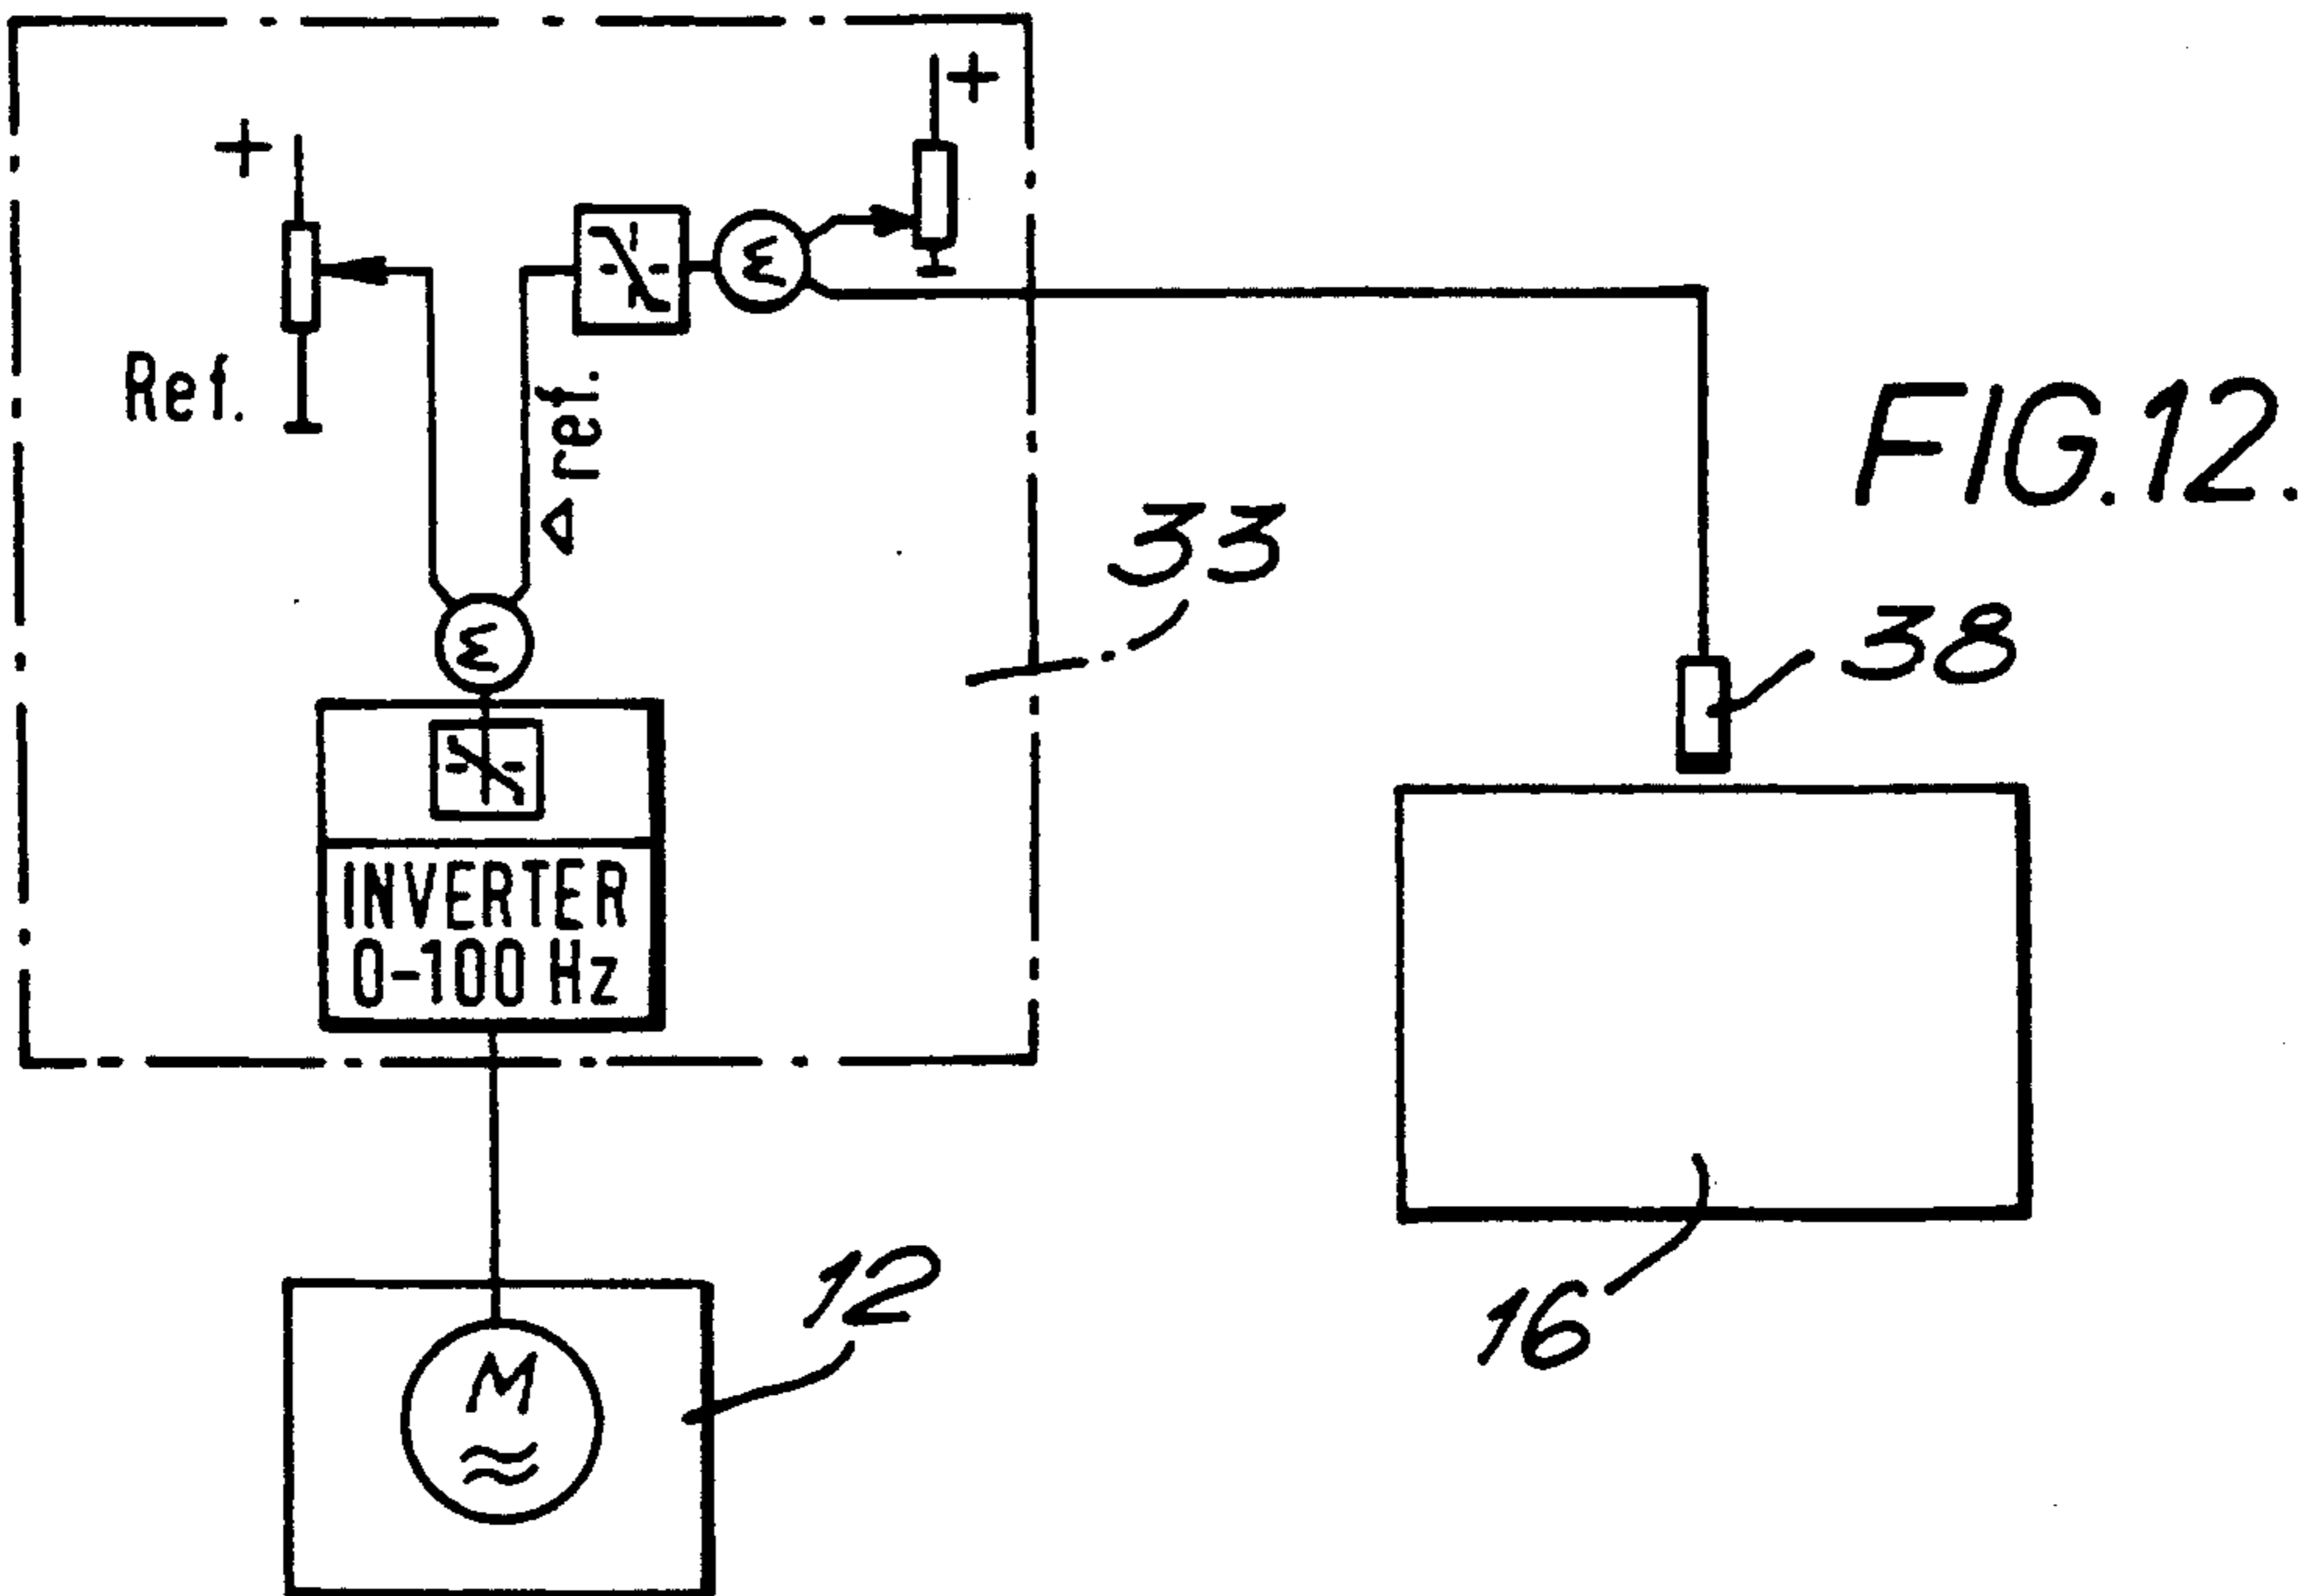 +
+
Σ
Ref.
Δ ref.
FIG.12.
33
Σ
38
INVERTER
0-100 Hz
12
M
16